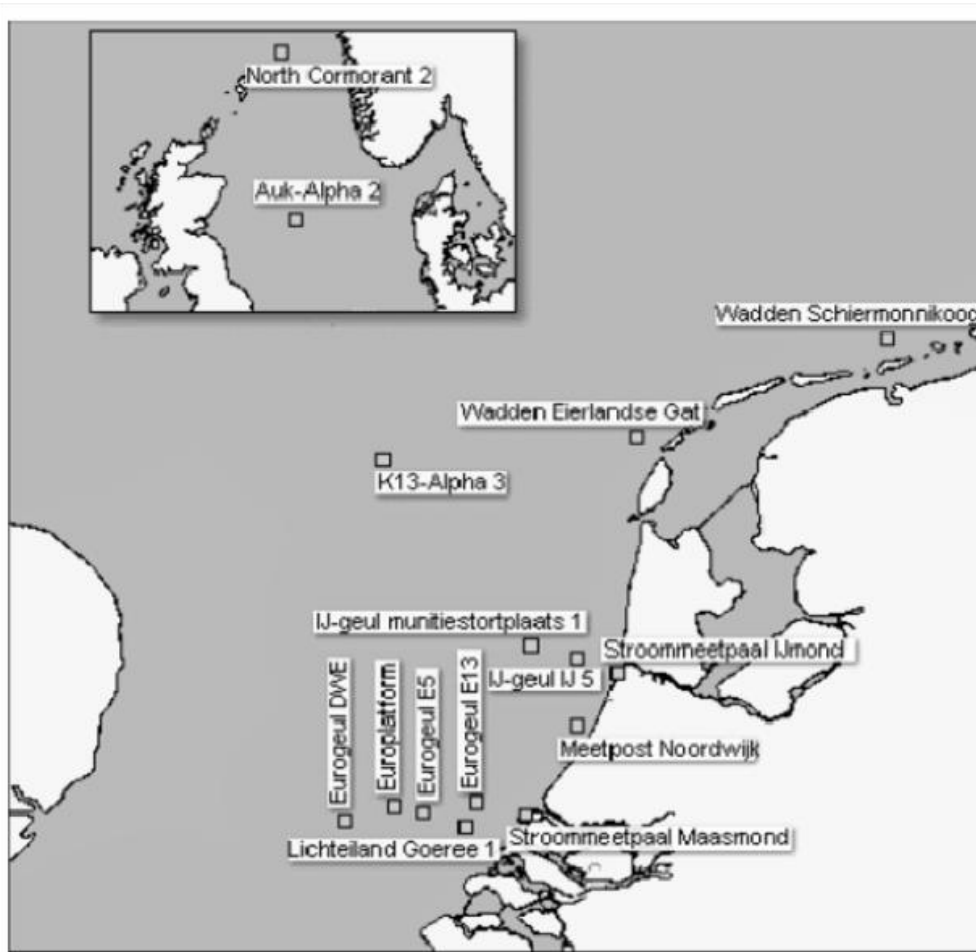 North Cormorant 2
Auk-Alpha 2
Wadden Schiermonnikoog
Wadden Eierlandse Gat
K13-Alpha 3
IJ-geul munitiestortplaats 1
Stroommeetpaal IJmond
IJ-geul IJ 5
Eurogeul DWE
Europlatform
Eurogeul E5
Eurogeul E13
Meetpost Noordwijk
Stroommeetpaal Maasmond
Lichteiland Goeree 1